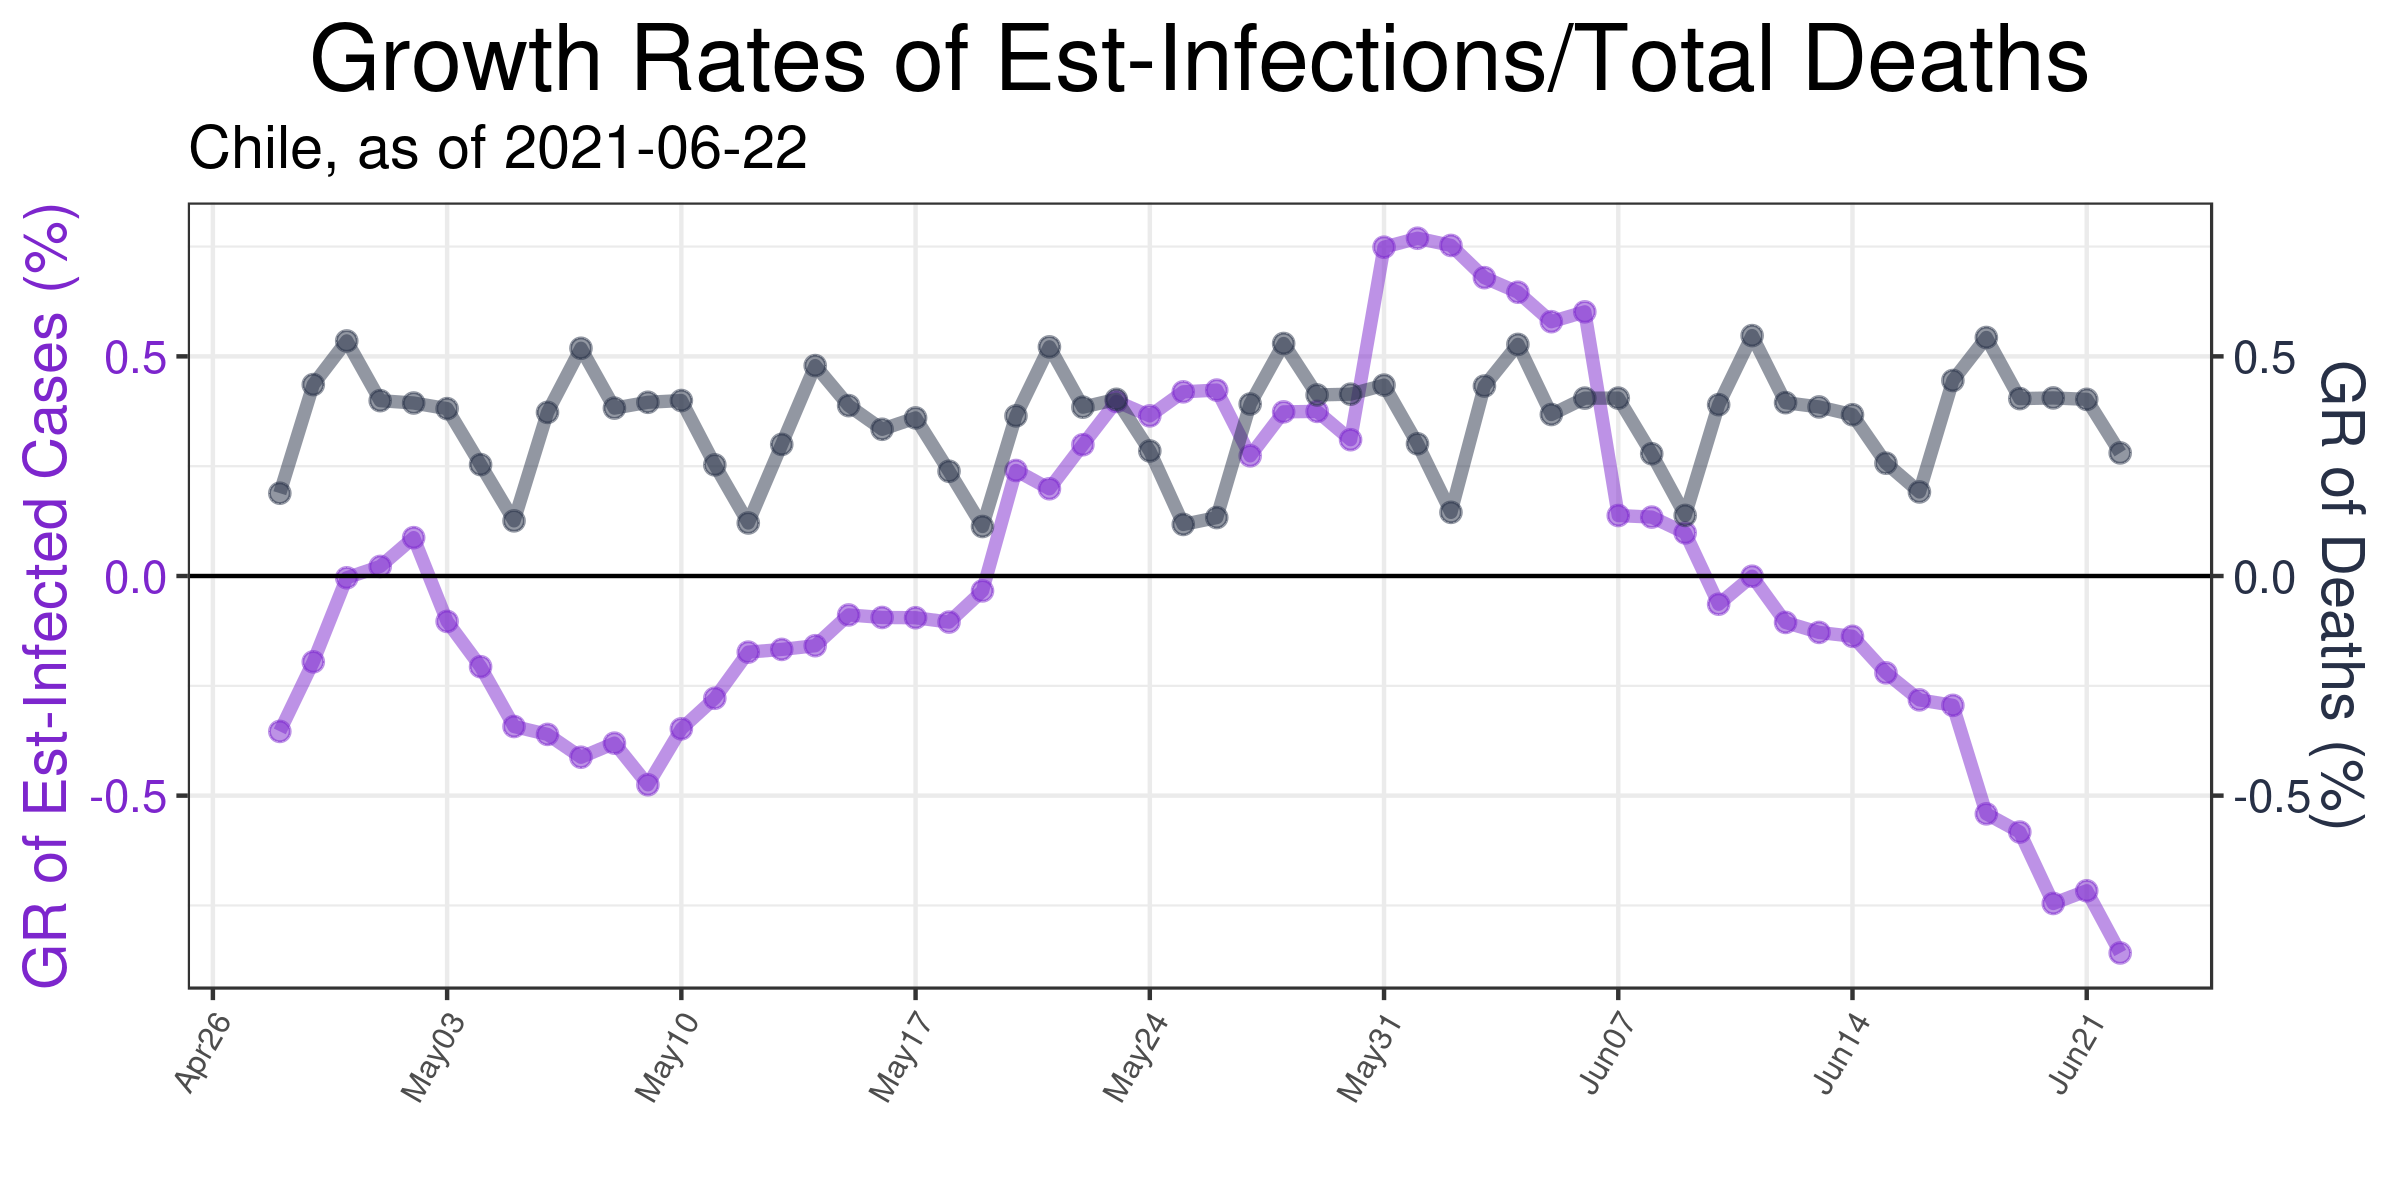 Growth Rates of Est-Infections/Total Deaths
Chile, as of 2021-06-22
GR of Est-Infected Cases (%)
0.5
0.0
-0.5
0.5
0.0
-0.5
GR of Deaths (%)
Apr26
May03
May10
May17
May24
May31
Jun07
Jun14
Jun21